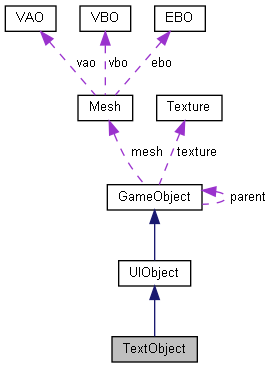 VAO
VBO
EBO
vao
vbo
ebo
Mesh
Texture
mesh
texture
GameObject
parent
UIObject
TextObject